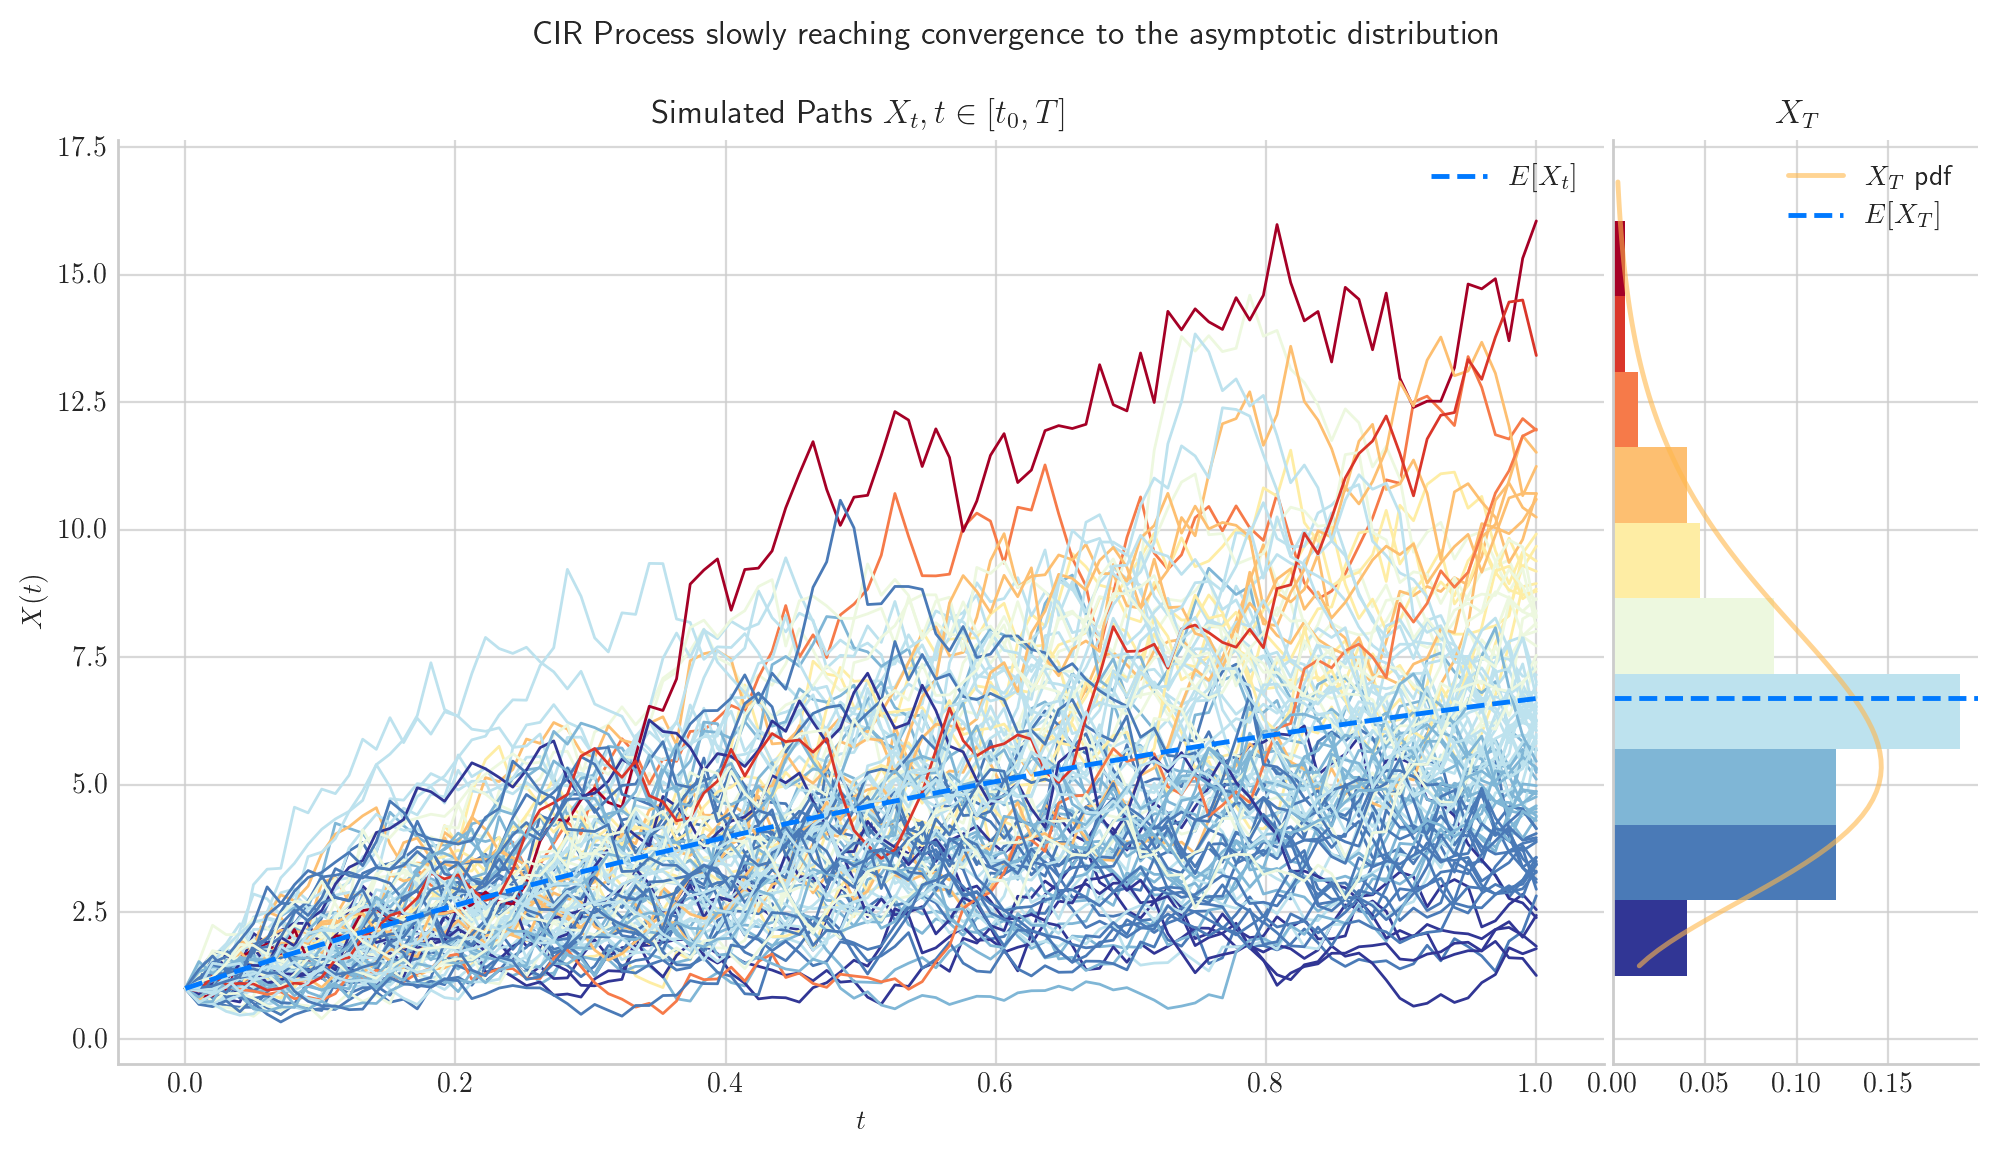 CIR Process slowly reaching convergence to the asymptotic distribution
Simulated Paths $X_t, t \in [t_0, T]$
$X_T$
$E[X_t]$
$X_T$ pdf
$E[X_T]$
17.5
15.0
12.5
10.0
7.5
5.0
2.5
0.0
$X(t)$
0.0 0.2 0.4 0.6 0.8 1.0
0.00 0.05 0.10 0.15
$t$